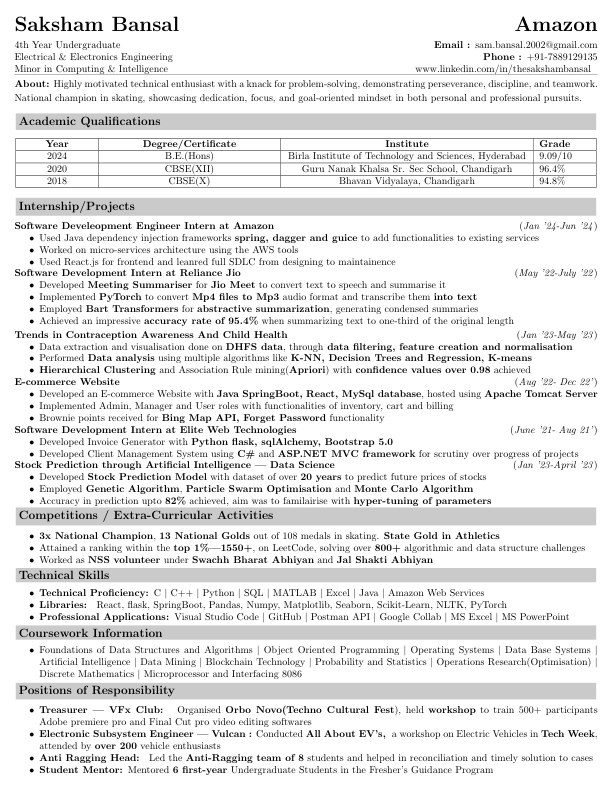 Saksham Bansal
Amazon
4th Year Undergraduate
Email : sam.bansal.2002@gmail.com
Electrical & Electronics Engineering
Phone : +91-7889129135
Minor in Computing & Intelligence
www.linkedin.com/in/thesakshambansal
About: Highly motivated technical enthusiast with a knack for problem-solving, demonstrating perseverance, discipline, and teamwork.
National champion in skating, showcasing dedication, focus, and goal-oriented mindset in both personal and professional pursuits.
Academic Qualifications
Year Degree/Certificate Institute Grade
2024 B.E.(Hons) Birla Institute of Technology and Sciences, Hyderabad 9.09/10
2020 CBSE(XII) Guru Nanak Khalsa Sr. Sec School, Chandigarh 96.4%
2018 CBSE(X) Bhavan Vidyalaya, Chandigarh 94.8%
Internship/Projects
Software Develeopment Engineer Intern at Amazon (Jan '24-Jun '24)
• Used Java dependency injection frameworks spring, dagger and guice to add functionalities to existing services
• Worked on micro-services architecture using the AWS tools
• Used React.js for frontend and leanred full SDLC from designing to maintainence
Software Development Intern at Reliance Jio (May '22-July '22)
• Developed Meeting Summariser for Jio Meet to convert text to speech and summarise it
• Implemented PyTorch to convert Mp4 files to Mp3 audio format and transcribe them into text
• Employed Bart Transformers for abstractive summarization, generating condensed summaries
• Achieved an impressive accuracy rate of 95.4% when summarizing text to one-third of the original length
Trends in Contraception Awareness And Child Health (Jan '23-May '23)
• Data extraction and visualisation done on DHFS data, through data filtering, feature creation and normalisation
• Performed Data analysis using multiple algorithms like K-NN, Decision Trees and Regression, K-means
• Hierarchical Clustering and Association Rule mining(Apriori) with confidence values over 0.98 achieved
E-commerce Website (Aug '22- Dec 22')
• Developed an E-commerce Website with Java SpringBoot, React, MySql database, hosted using Apache Tomcat Server
• Implemented Admin, Manager and User roles with functionalities of inventory, cart and billing
• Brownie points received for Bing Map API, Forget Password functionality
Software Development Intern at Elite Web Technologies (June '21- Aug 21')
• Developed Invoice Generator with Python flask, sqlAlchemy, Bootstrap 5.0
• Developed Client Management System using C# and ASP.NET MVC framework for scrutiny over progress of projects
Stock Prediction through Artificial Intelligence — Data Science (Jan '23-April '23)
• Developed Stock Prediction Model with dataset of over 20 years to predict future prices of stocks
• Employed Genetic Algorithm, Particle Swarm Optimisation and Monte Carlo Algorithm
• Accuracy in prediction upto 82% achieved, aim was to familairise with hyper-tuning of parameters
Competitions / Extra-Curricular Activities
• 3x National Champion, 13 National Golds out of 108 medals in skating. State Gold in Athletics
• Attained a ranking within the top 1%—1550+, on LeetCode, solving over 800+ algorithmic and data structure challenges
• Worked as NSS volunteer under Swachh Bharat Abhiyan and Jal Shakti Abhiyan
Technical Skills
• Technical Proficiency: C | C++ | Python | SQL | MATLAB | Excel | Java | Amazon Web Services
• Libraries: React, flask, SpringBoot, Pandas, Numpy, Matplotlib, Seaborn, Scikit-Learn, NLTK, PyTorch
• Professional Applications: Visual Studio Code | GitHub | Postman API | Google Collab | MS Excel | MS PowerPoint
Coursework Information
• Foundations of Data Structures and Algorithms | Object Oriented Programming | Operating Systems | Data Base Systems |
Artificial Intelligence | Data Mining | Blockchain Technology | Probability and Statistics | Operations Research(Optimisation) |
Discrete Mathematics | Microprocessor and Interfacing 8086
Positions of Responsibility
• Treasurer — VFx Club: Organised Orbo Novo(Techno Cultural Fest), held workshop to train 500+ participants
Adobe premiere pro and Final Cut pro video editing softwares
• Electronic Subsystem Engineer — Vulcan : Conducted All About EV's, a workshop on Electric Vehicles in Tech Week,
attended by over 200 vehicle enthusiasts
• Anti Ragging Head: Led the Anti-Ragging team of 8 students and helped in reconciliation and timely solution to cases
• Student Mentor: Mentored 6 first-year Undergraduate Students in the Fresher's Guidance Program